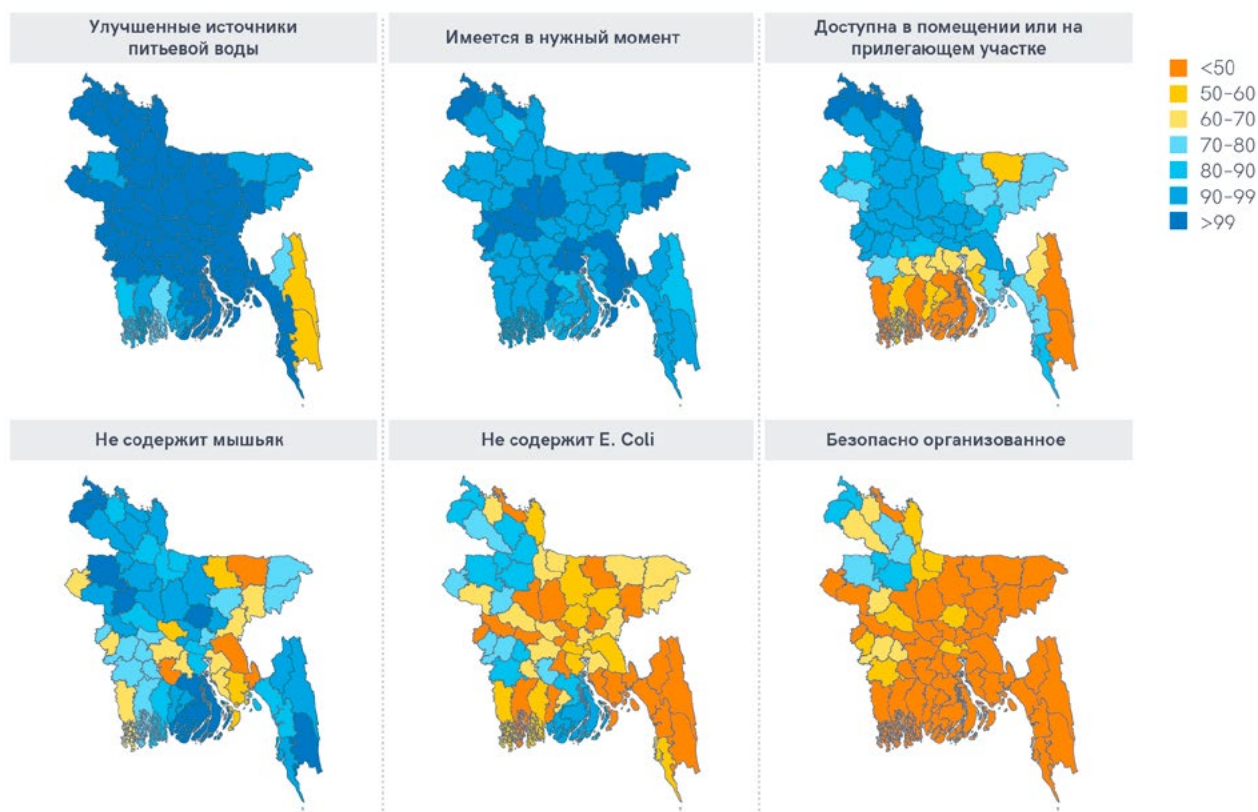 Улучшенные источники
питьевой воды
Имеется в нужный момент
Доступна в помещении или на
прилегающем участке
<50
50–60
60–70
70–80
80–90
90–99
>99
Не содержит мышьяк
Не содержит E. Coli
Безопасно организованное